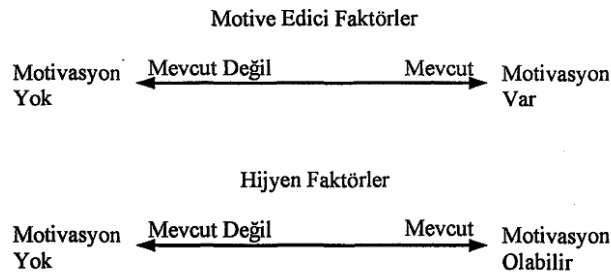 Motive Edici Faktörler
Motivasyon Yok
Mevcut Değil
Mevcut
Motivasyon Var
Hijyen Faktörler
Motivasyon Yok
Mevcut Değil
Mevcut
Motivasyon Olabilir